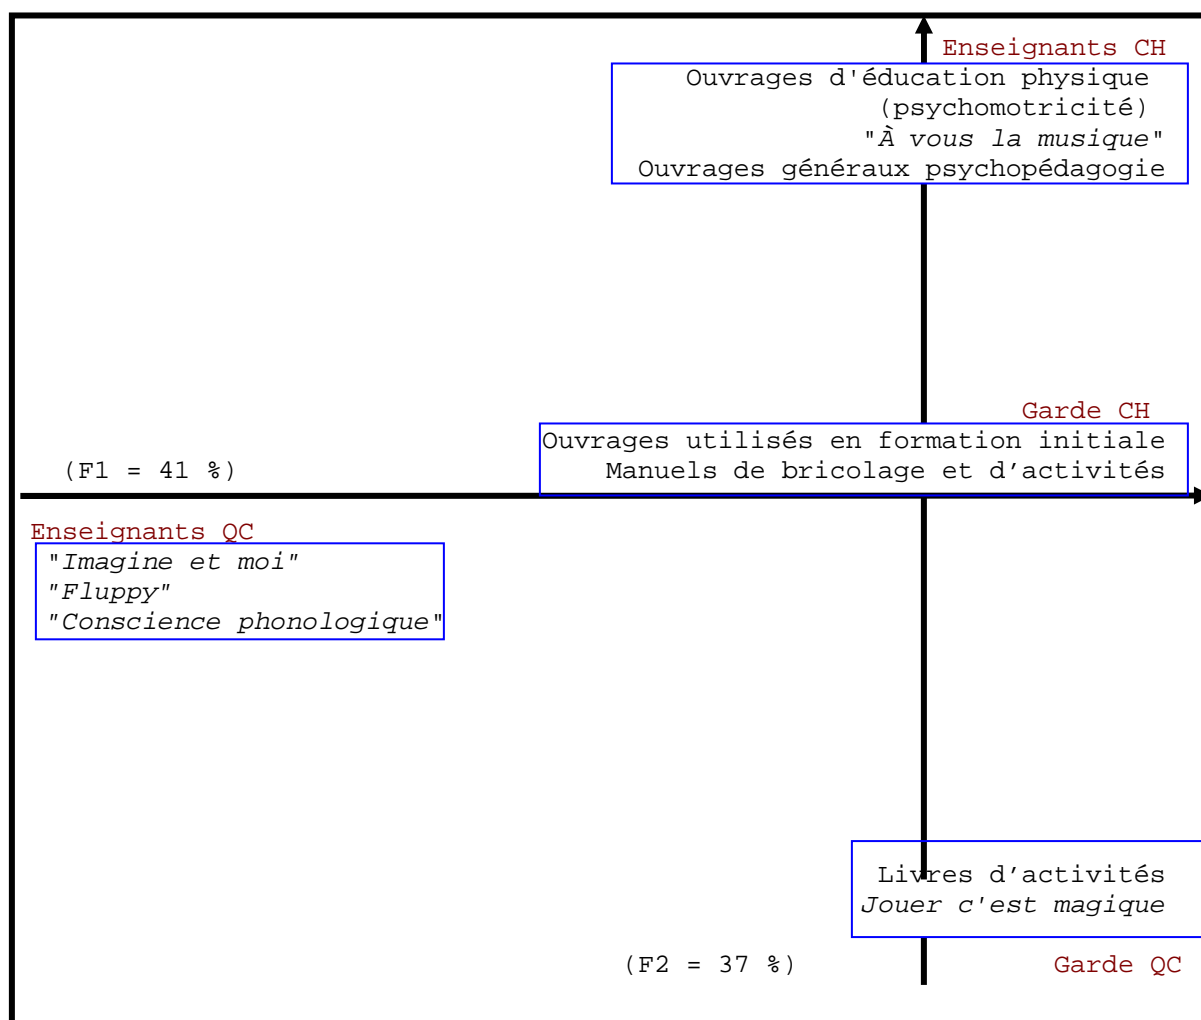 Enseignants CH
Ouvrages d'éducation physique
(psychomotricité)
"À vous la musique"
Ouvrages généraux psychopédagogie
Garde CH
Ouvrages utilisés en formation initiale
Manuels de bricolage et d’activités
(F1 = 41 %)
Enseignants QC
"Imagine et moi"
"Fluppy"
"Conscience phonologique"
Livres d’activités
Jouer c'est magique
(F2 = 37 %)
Garde QC